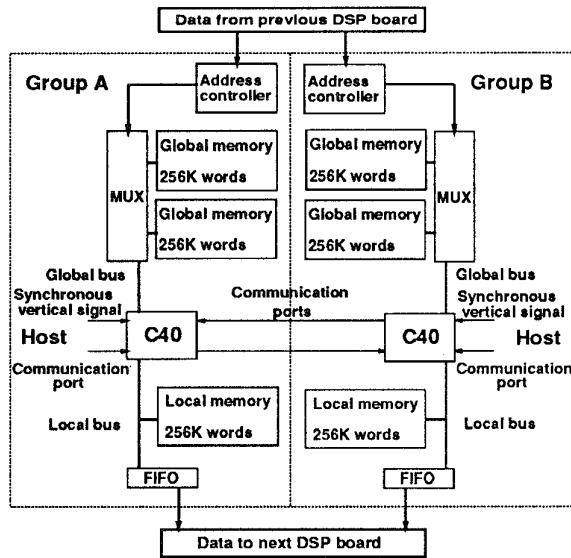 Data from previous DSP board
Group A
Address
controller
Address
controller
Group B
MUX
Global memory
256K words
Global memory
256K words
Global memory
256K words
Global memory
256K words
MUX
Global bus
Synchronous
vertical signal
Host
Communication
port
C40
Communication
ports
C40
Global bus
Synchronous
vertical signal
Host
Communication
port
Local bus
Local memory
256K words
Local memory
256K words
Local bus
FIFO
FIFO
Data to next DSP board